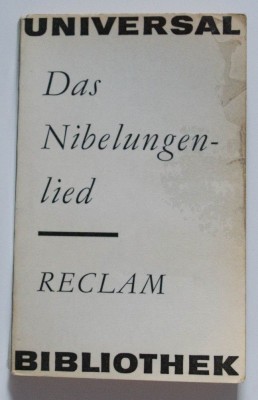 UNIVERSAL
Das
Nibelungen-
lied
RECLAM
BIBLIOTHEK